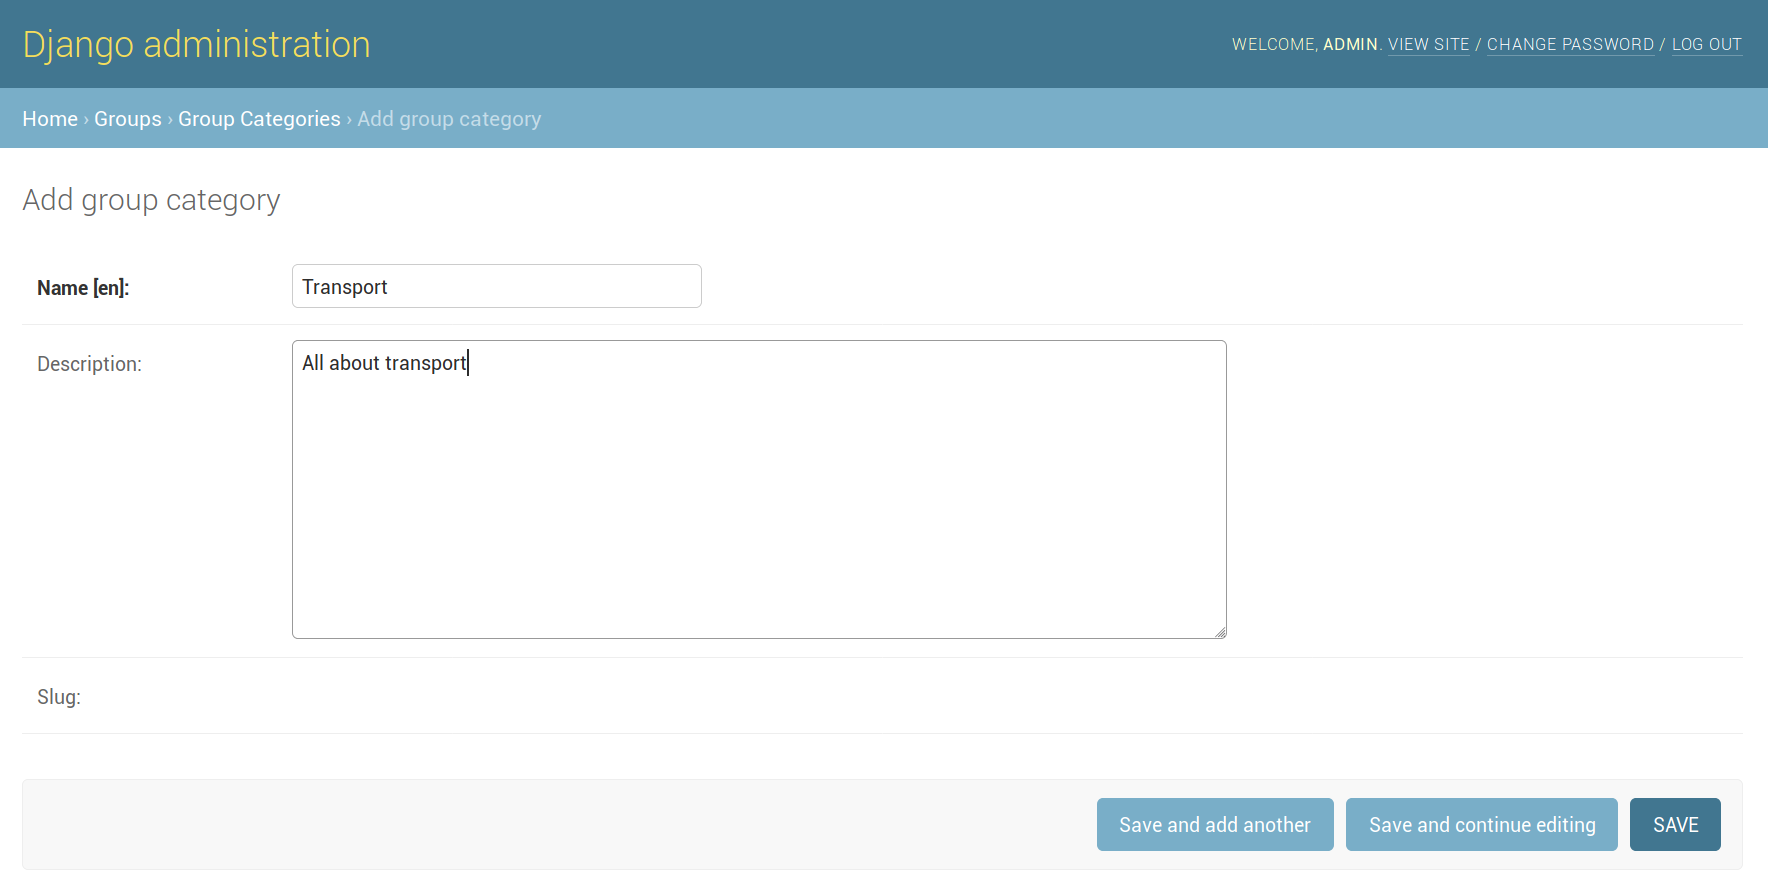 Django administration
WELCOME, ADMIN. VIEW SITE / CHANGE PASSWORD / LOG OUT
Home › Groups › Group Categories › Add group category
Add group category
Name [en]:
Transport
Description:
All about transport
Slug:
Save and add another
Save and continue editing
SAVE